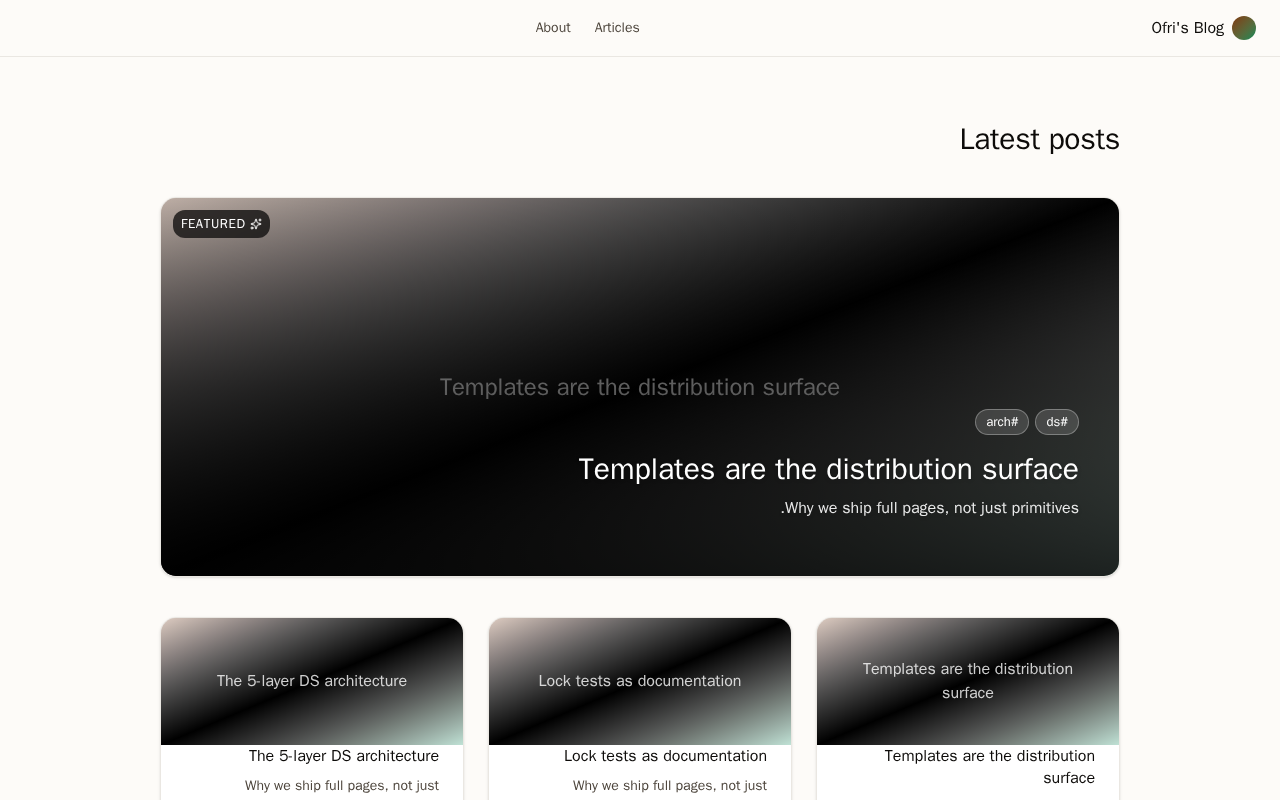 Ofri's Blog
About
Articles
Latest posts
FEATURED
Templates are the distribution surface
ds#
arch#
Templates are the distribution surface
.Why we ship full pages, not just primitives
Templates are the distribution
surface
Templates are the distribution
surface
Lock tests as documentation
Lock tests as documentation
Why we ship full pages, not just
The 5-layer DS architecture
The 5-layer DS architecture
Why we ship full pages, not just